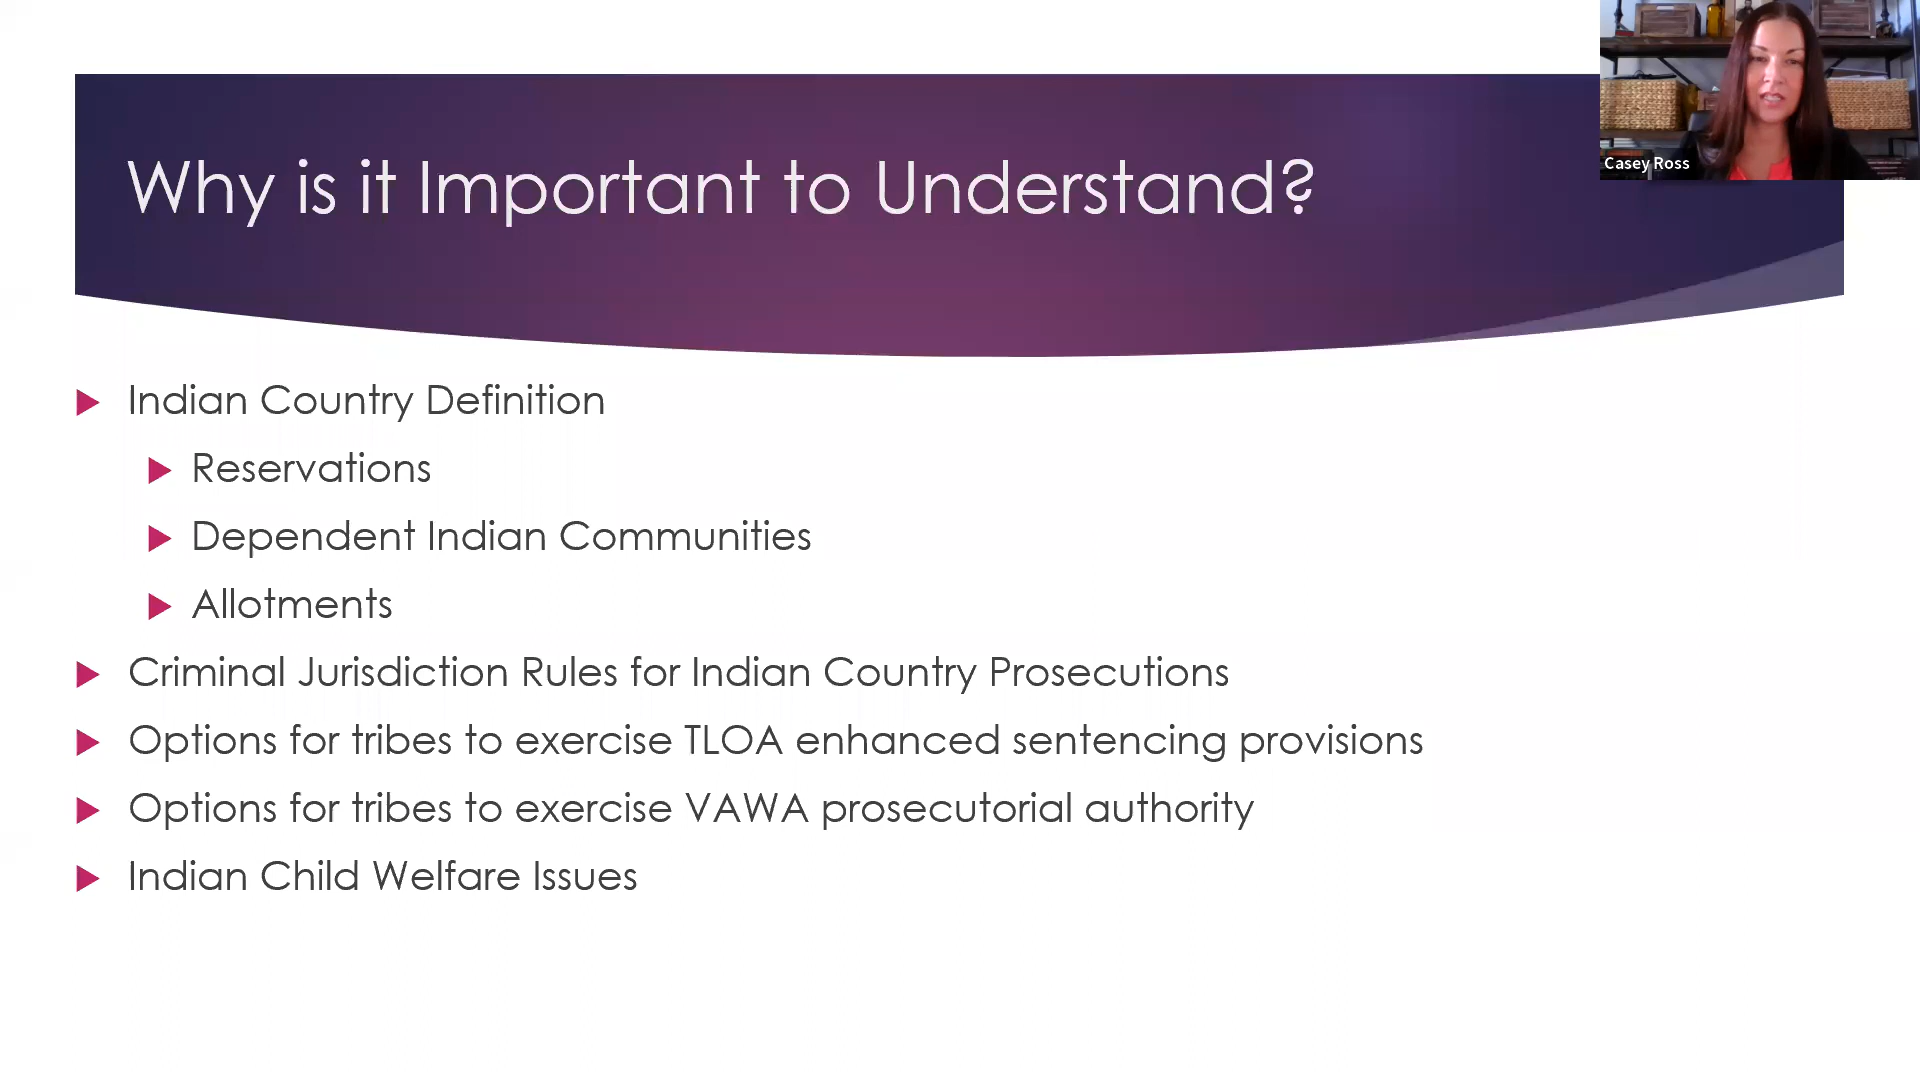 Why is it Important to Understand?
Casey Ross
Indian Country Definition
Reservations
Dependent Indian Communities
Allotments
Criminal Jurisdiction Rules for Indian Country Prosecutions
Options for tribes to exercise TLOA enhanced sentencing provisions
Options for tribes to exercise VAWA prosecutorial authority
Indian Child Welfare Issues